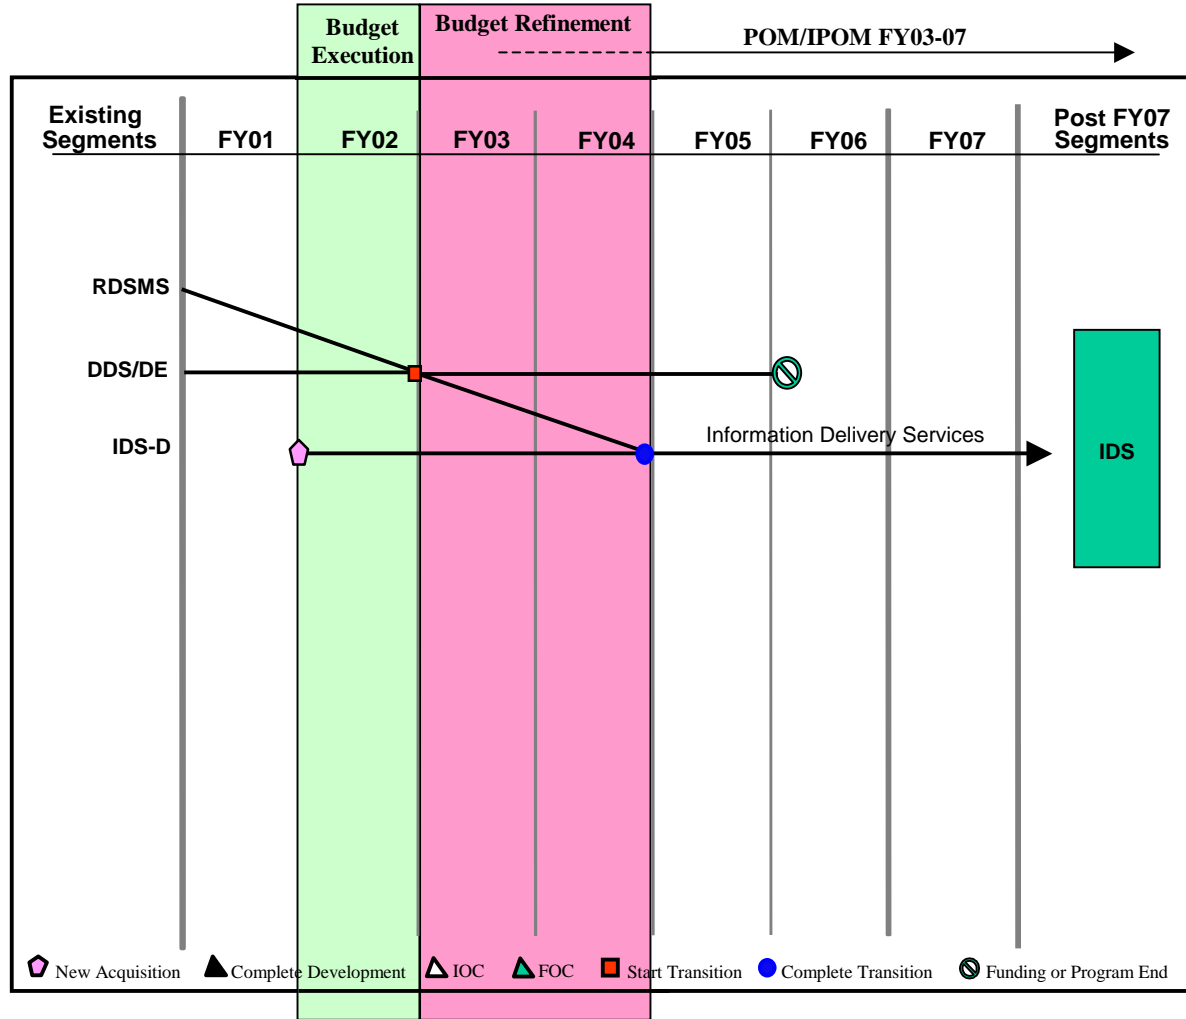 Budget
Execution
Budget Refinement
POM/IPOM FY03-07
Existing
Segments
FY01
FY02
FY03
FY04
FY05
FY06
FY07
Post FY07
Segments
RDSMS
DDS/DE
IDS-D
Information Delivery Services
IDS
New Acquisition
Complete Development
IOC
FOC
Start Transition
Complete Transition
Funding or Program End